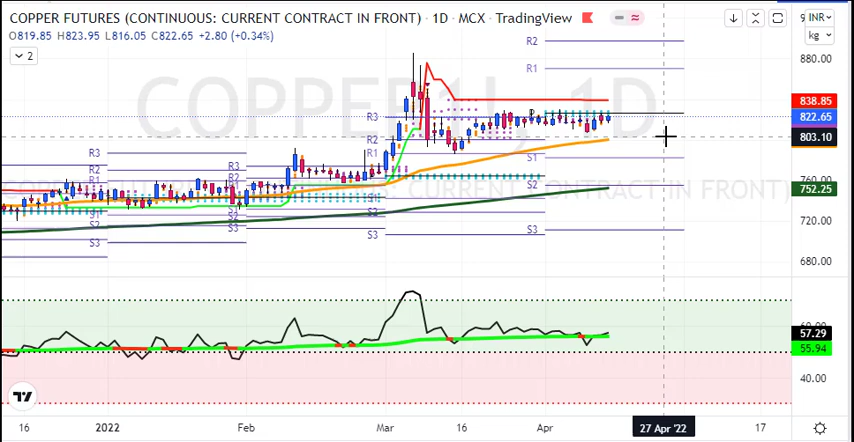 COPPER FUTURES (CONTINUOUS: CURRENT CONTRACT IN FRONT) · 1D · MCX · TradingView
O819.85 H823.95 L816.05 C822.65 +2.80 (+0.34%)
2
INR
kg
COPPER1!, 1D
CURRENT CONTRACT IN FRONT)
880.00
838.85
822.65
803.10
760.00
752.25
720.00
680.00
R3
R2
S1
S2
S3
R3
R2
S1
S2
S3
R3
R2
R1
S1
S2
S3
R2
R1
P
S1
S2
S3
57.29
55.94
40.00
16
2022
Feb
Mar
16
Apr
27 Apr '22
17